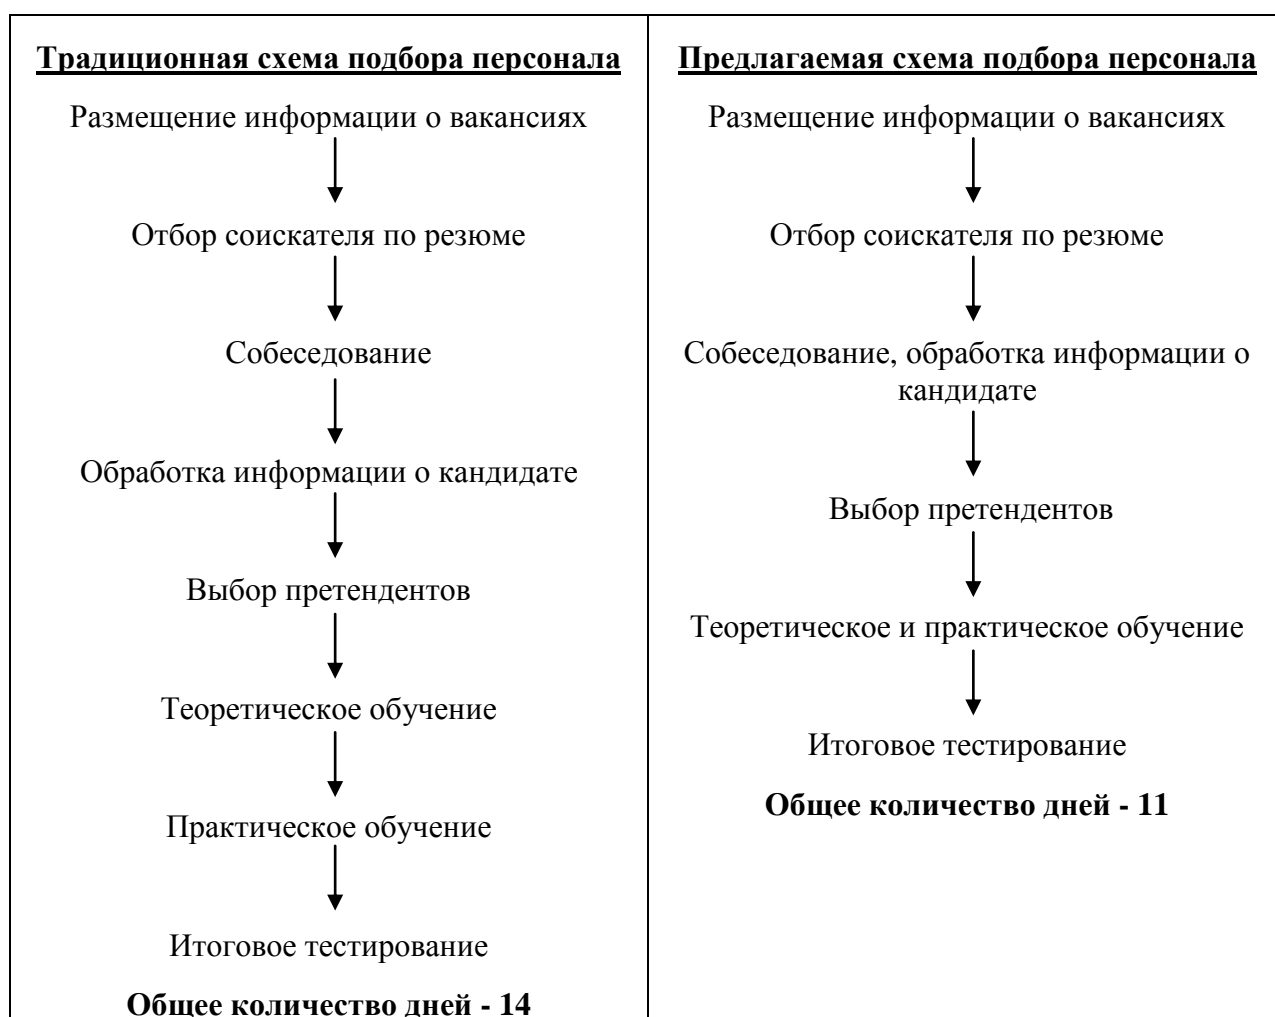 Традиционная схема подбора персонала
Размещение информации о вакансиях
Отбор соискателя по резюме
Собеседование
Обработка информации о кандидате
Выбор претендентов
Теоретическое обучение
Практическое обучение
Итоговое тестирование
Общее количество дней - 14
Предлагаемая схема подбора персонала
Размещение информации о вакансиях
Отбор соискателя по резюме
Собеседование, обработка информации о
кандидате
Выбор претендентов
Теоретическое и практическое обучение
Итоговое тестирование
Общее количество дней - 11